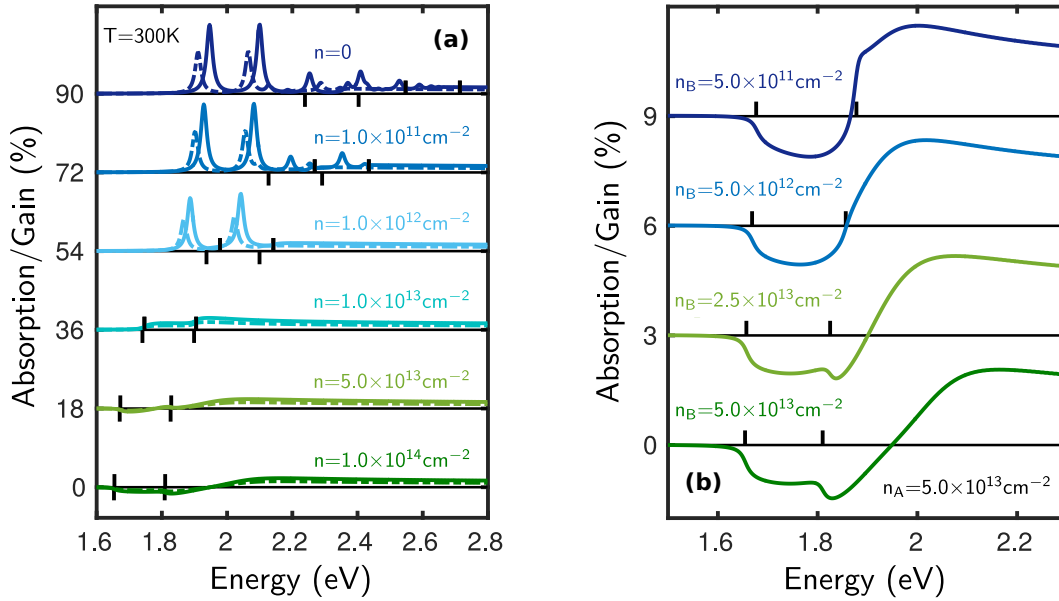 T=300K
(a)
n=0
n=1.0×10¹¹cm⁻²
n=1.0×10¹²cm⁻²
n=1.0×10¹³cm⁻²
n=5.0×10¹³cm⁻²
n=1.0×10¹⁴cm⁻²
90
72
54
36
18
0
1.6 1.8 2 2.2 2.4 2.6 2.8
Energy (eV)
Absorption/Gain (%)
n_B=5.0×10¹¹cm⁻²
n_B=5.0×10¹²cm⁻²
n_B=2.5×10¹³cm⁻²
n_B=5.0×10¹³cm⁻²
(b)
n_A=5.0×10¹³cm⁻²
9
6
3
0
1.6 1.8 2.0 2.2
Energy (eV)
Absorption/Gain (%)